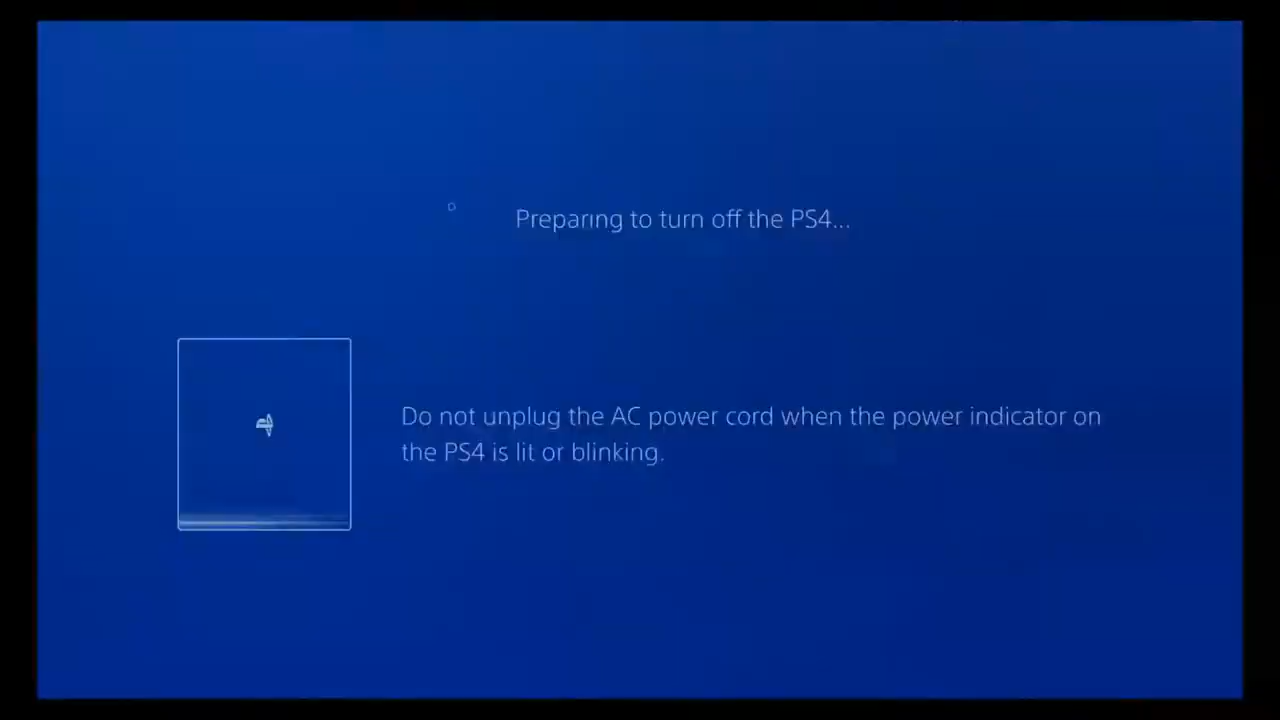 Preparing to turn off the PS4...
Do not unplug the AC power cord when the power indicator on
the PS4 is lit or blinking.